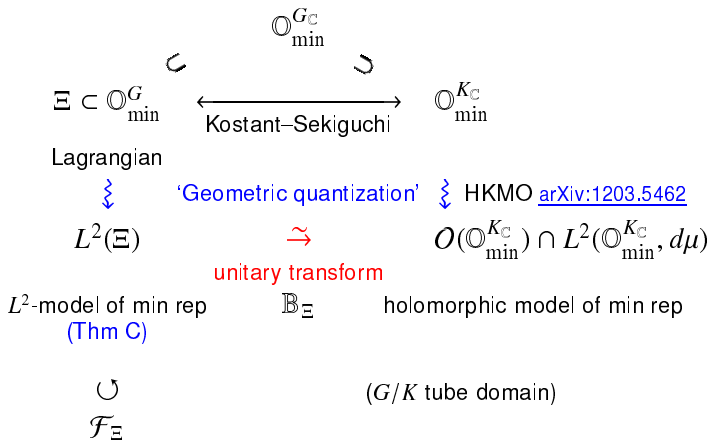 𝕆_min^{G_ℂ}
∪ ∪
Ξ ⊂ 𝕆_min^G ⟷ 𝕆_min^{K_ℂ}
Kostant–Sekiguchi
Lagrangian
‘Geometric quantization’ HKMO arXiv:1203.5462
L²(Ξ) ⥲ 𝒪(𝕆_min^{K_ℂ}) ∩ L²(𝕆_min^{K_ℂ}, dμ)
unitary transform
L²-model of min rep 𝔹_Ξ holomorphic model of min rep
(Thm C)
↺ (G/K tube domain)
ℱ_Ξ